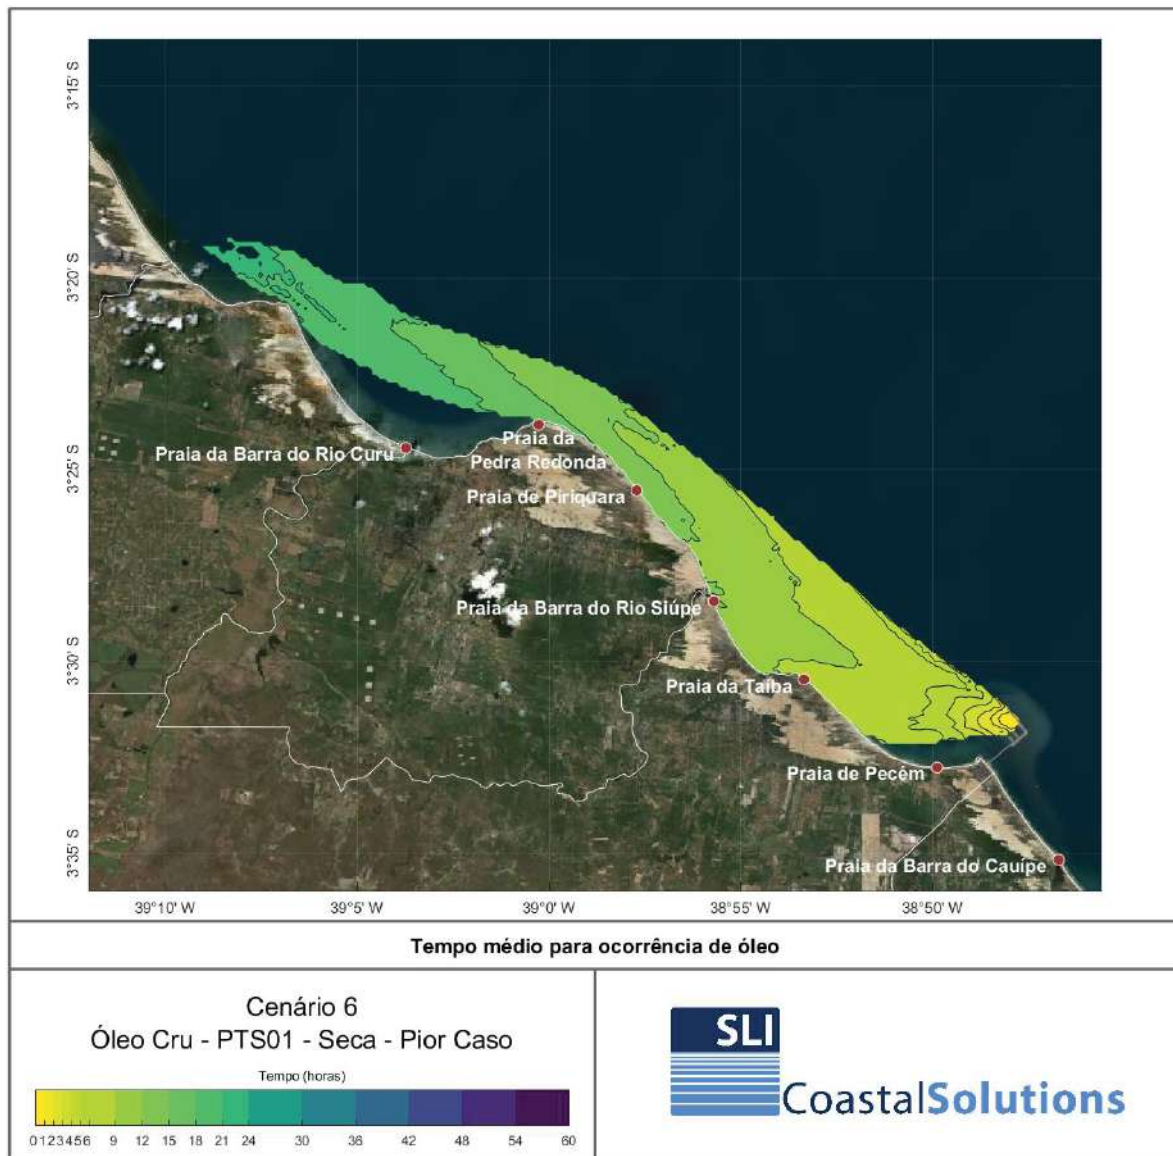 3°15' S
3°20' S
3°25' S
3°30' S
3°35' S
Praia da
Pedra Redonda
Praia da Barra do Rio Curu
Praia de Piriquara
Praia da Barra do Rio Siúpe
Praia da Taíba
Praia de Pecém
Praia da Barra do Cauípe
39°10' W
39°5' W
39°0' W
38°55' W
38°50' W
Tempo médio para ocorrência de óleo
Cenário 6
Óleo Cru - PTS01 - Seca - Pior Caso
Tempo (horas)
0 1 2 3 4 5 6 9 12 15 18 21 24 30 36 42 48 54 60
SLI
CoastalSolutions